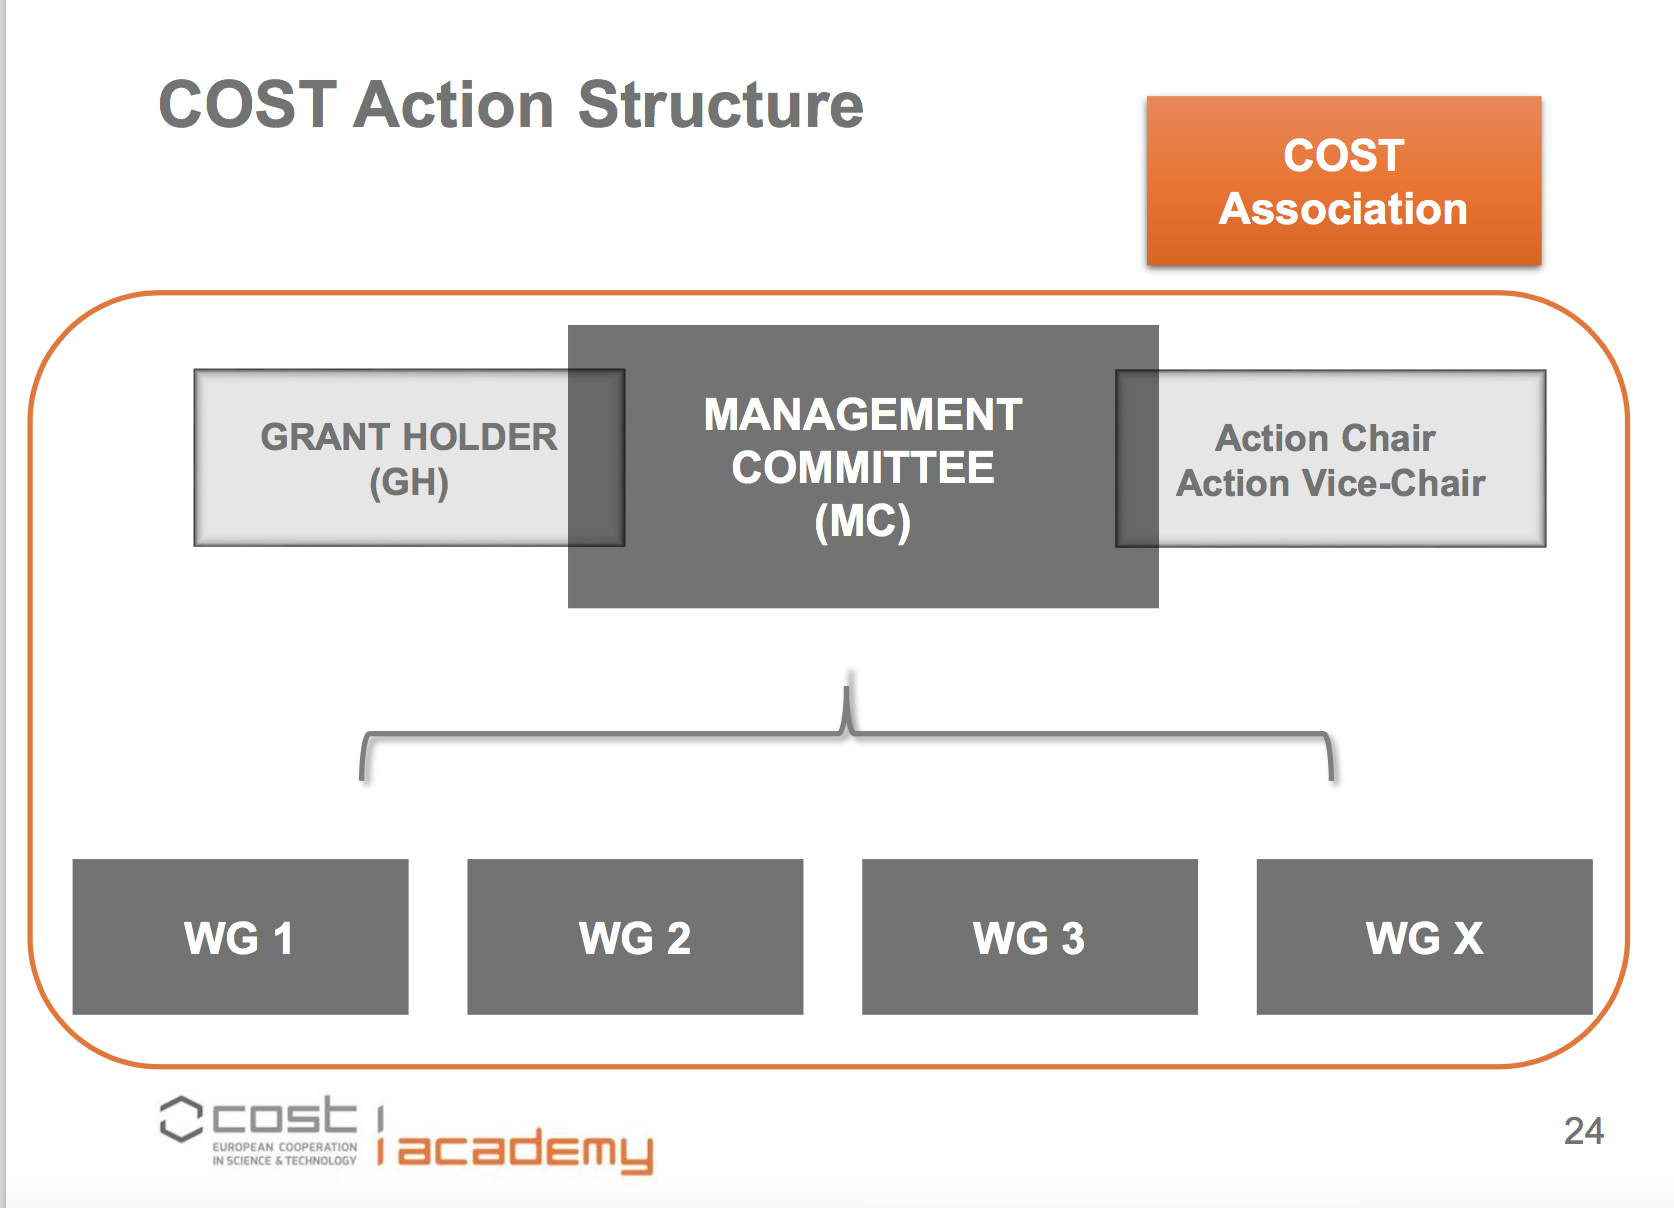 COST Action Structure
COST
Association
GRANT HOLDER
(GH)
MANAGEMENT
COMMITTEE
(MC)
Action Chair
Action Vice-Chair
WG 1
WG 2
WG 3
WG X
cost
EUROPEAN COOPERATION
IN SCIENCE & TECHNOLOGY
academy
24